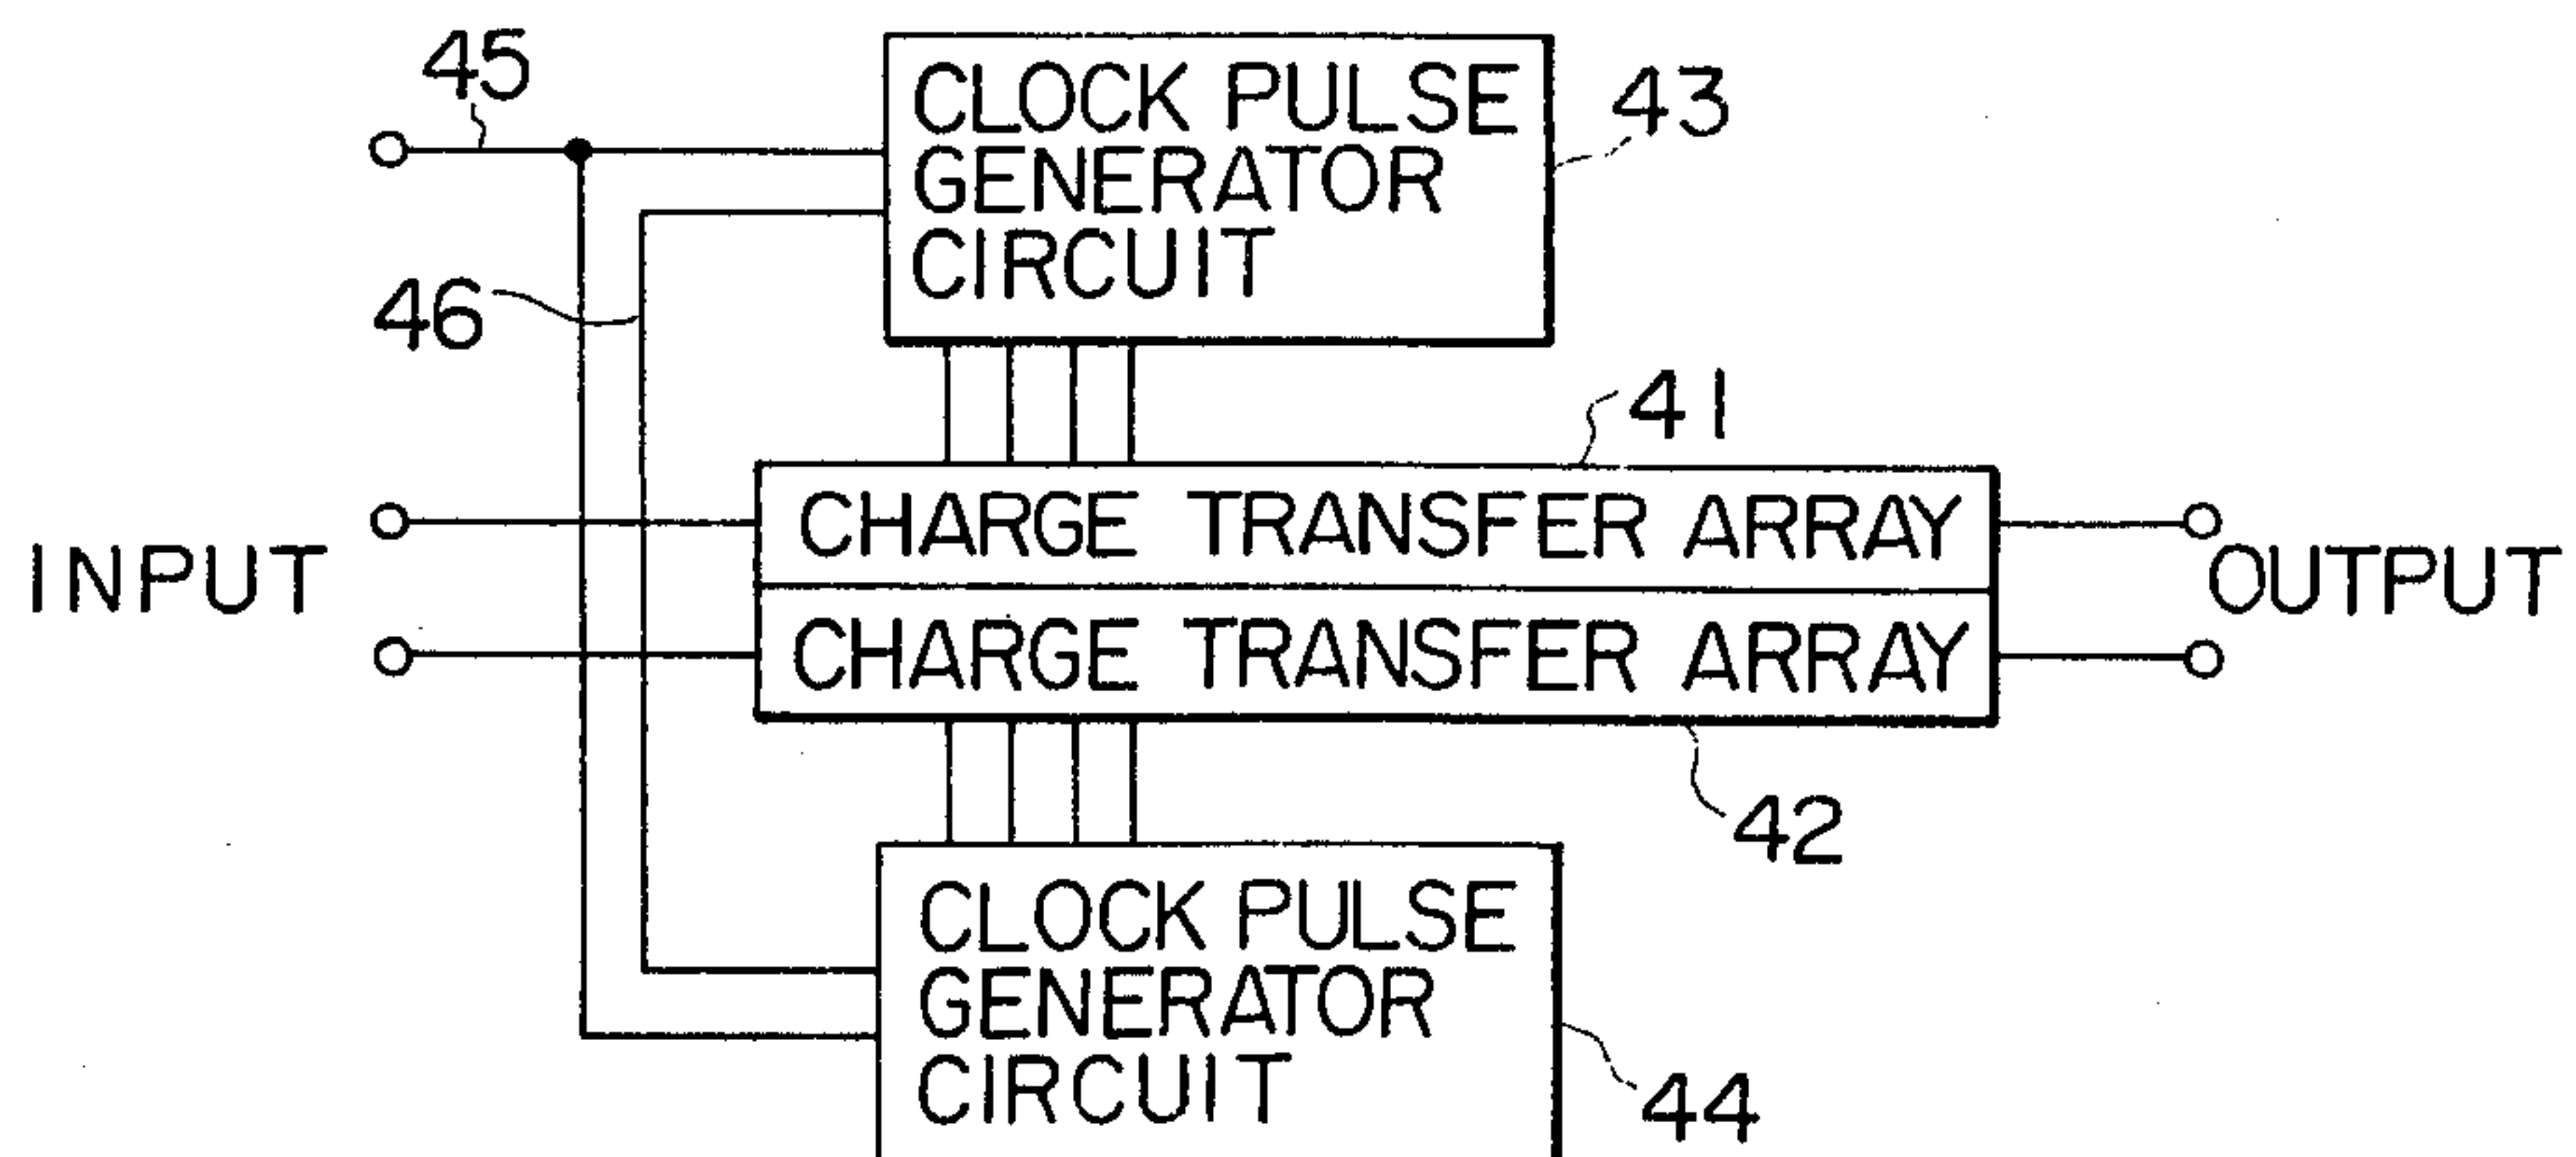 45
CLOCK PULSE
GENERATOR
CIRCUIT
43
46
41
INPUT
CHARGE TRANSFER ARRAY
CHARGE TRANSFER ARRAY
OUTPUT
42
CLOCK PULSE
GENERATOR
CIRCUIT
44